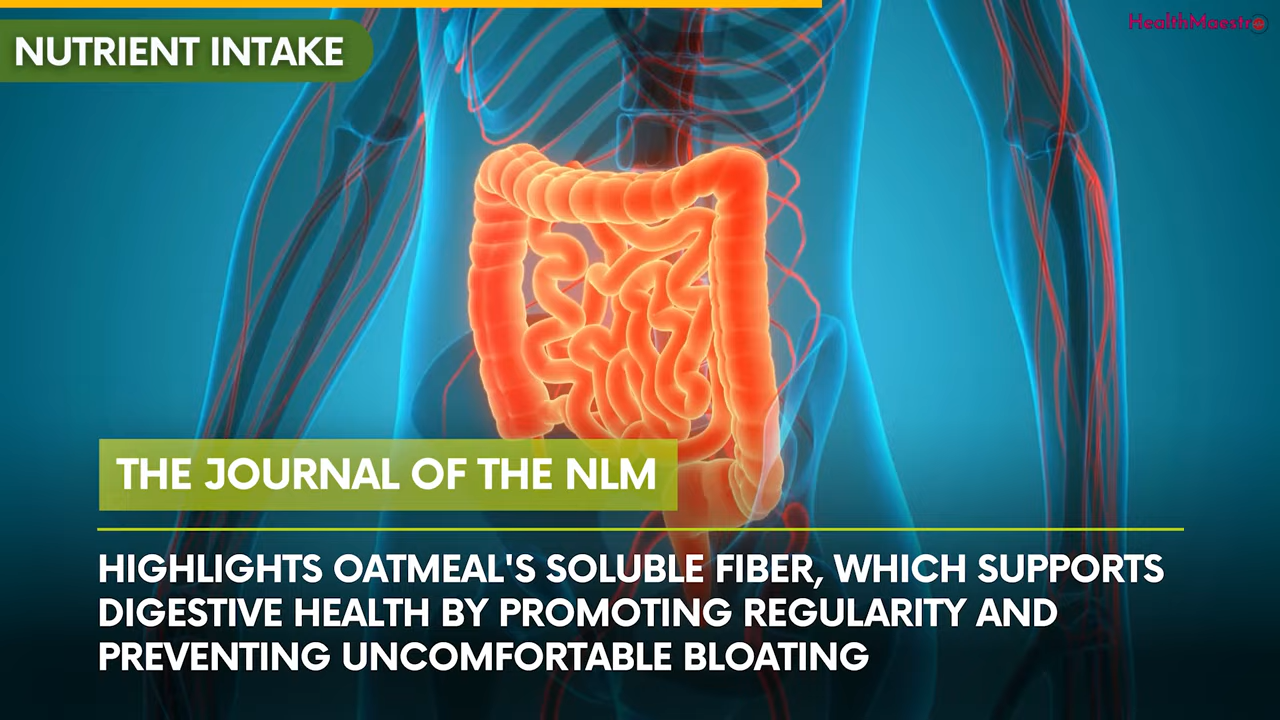 NUTRIENT INTAKE
HealthMaestro
THE JOURNAL OF THE NLM
HIGHLIGHTS OATMEAL'S SOLUBLE FIBER, WHICH SUPPORTS
DIGESTIVE HEALTH BY PROMOTING REGULARITY AND
PREVENTING UNCOMFORTABLE BLOATING